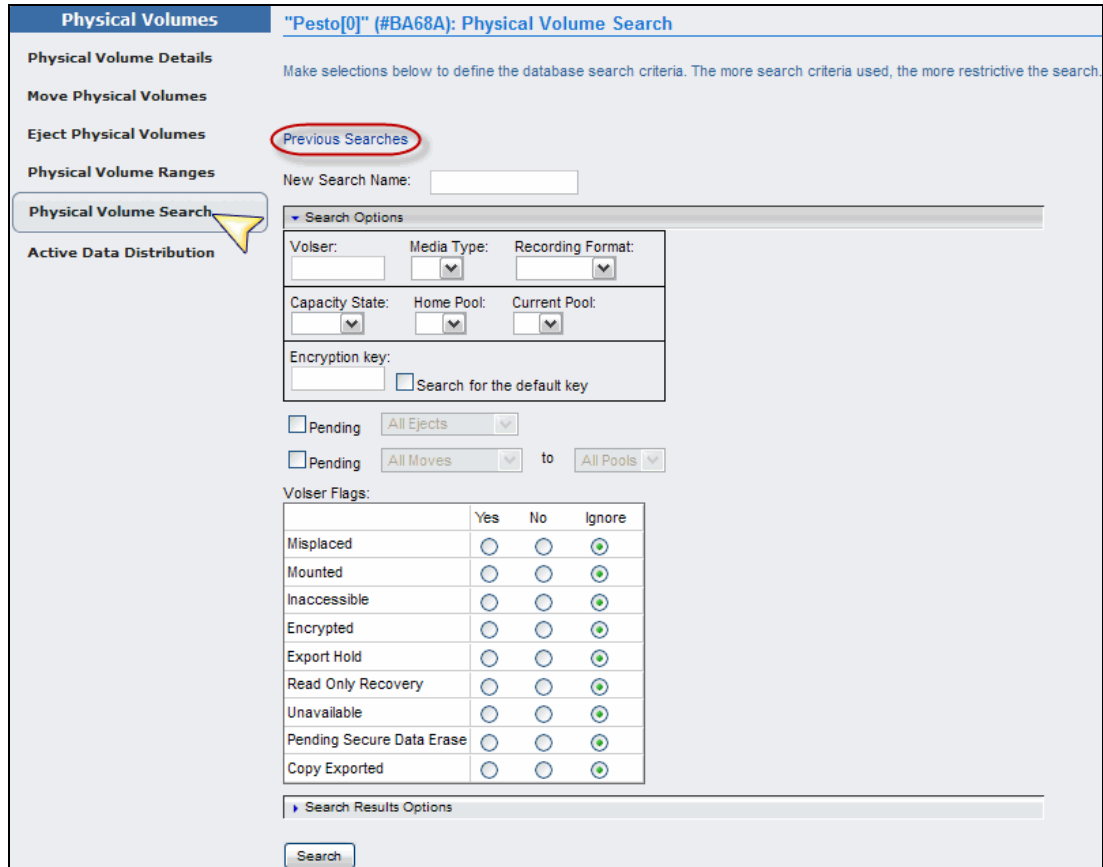 Physical Volumes
Physical Volume Details
Move Physical Volumes
Eject Physical Volumes
Physical Volume Ranges
Physical Volume Search
Active Data Distribution
"Pesto[0]" (#BA68A): Physical Volume Search
Make selections below to define the database search criteria. The more search criteria used, the more restrictive the search.
Previous Searches
New Search Name:
Search Options
Volser: Media Type: Recording Format:
Capacity State: Home Pool: Current Pool:
Encryption key:
Search for the default key
Pending All Ejects
Pending All Moves to All Pools
Volser Flags:
Yes No Ignore
Misplaced
Mounted
Inaccessible
Encrypted
Export Hold
Read Only Recovery
Unavailable
Pending Secure Data Erase
Copy Exported
Search Results Options
Search